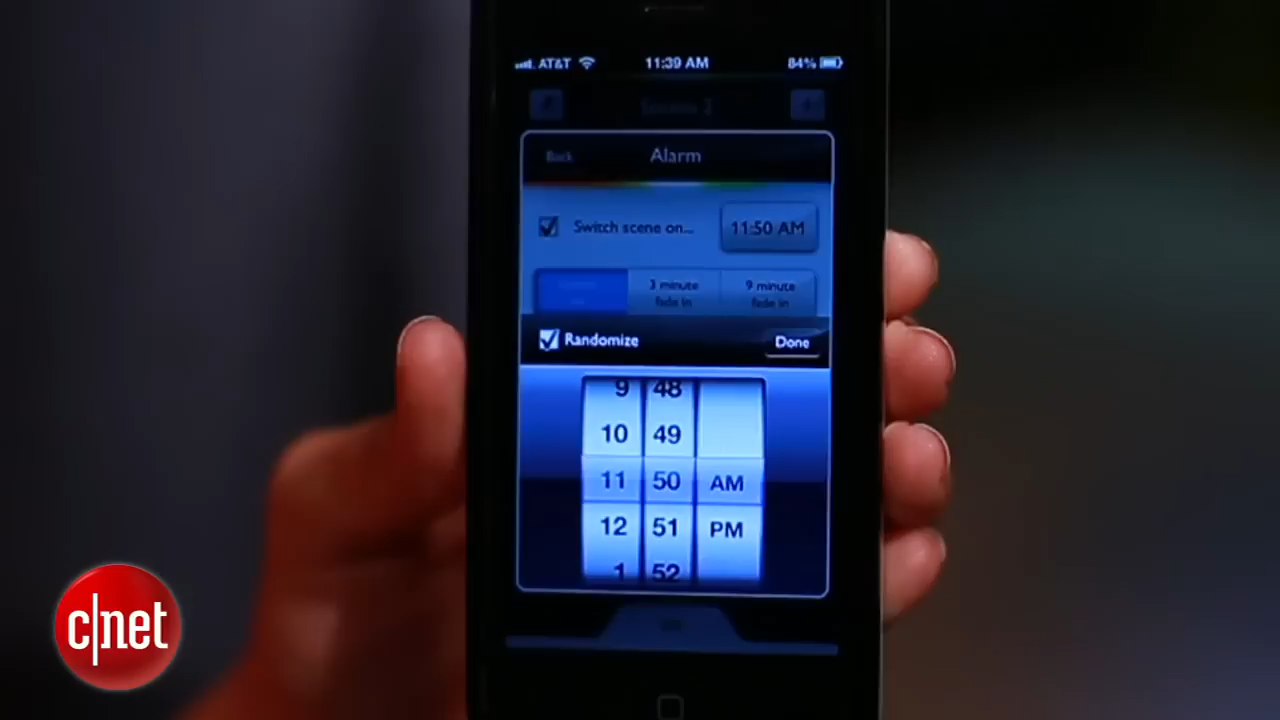 AT&T 11:39 AM 84%
Back Alarm
Switch scene on... 11:50 AM
3 minute fade in
9 minute fade in
Randomize Done
9 48
10 49
11 50 AM
12 51 PM
1 52
c|net